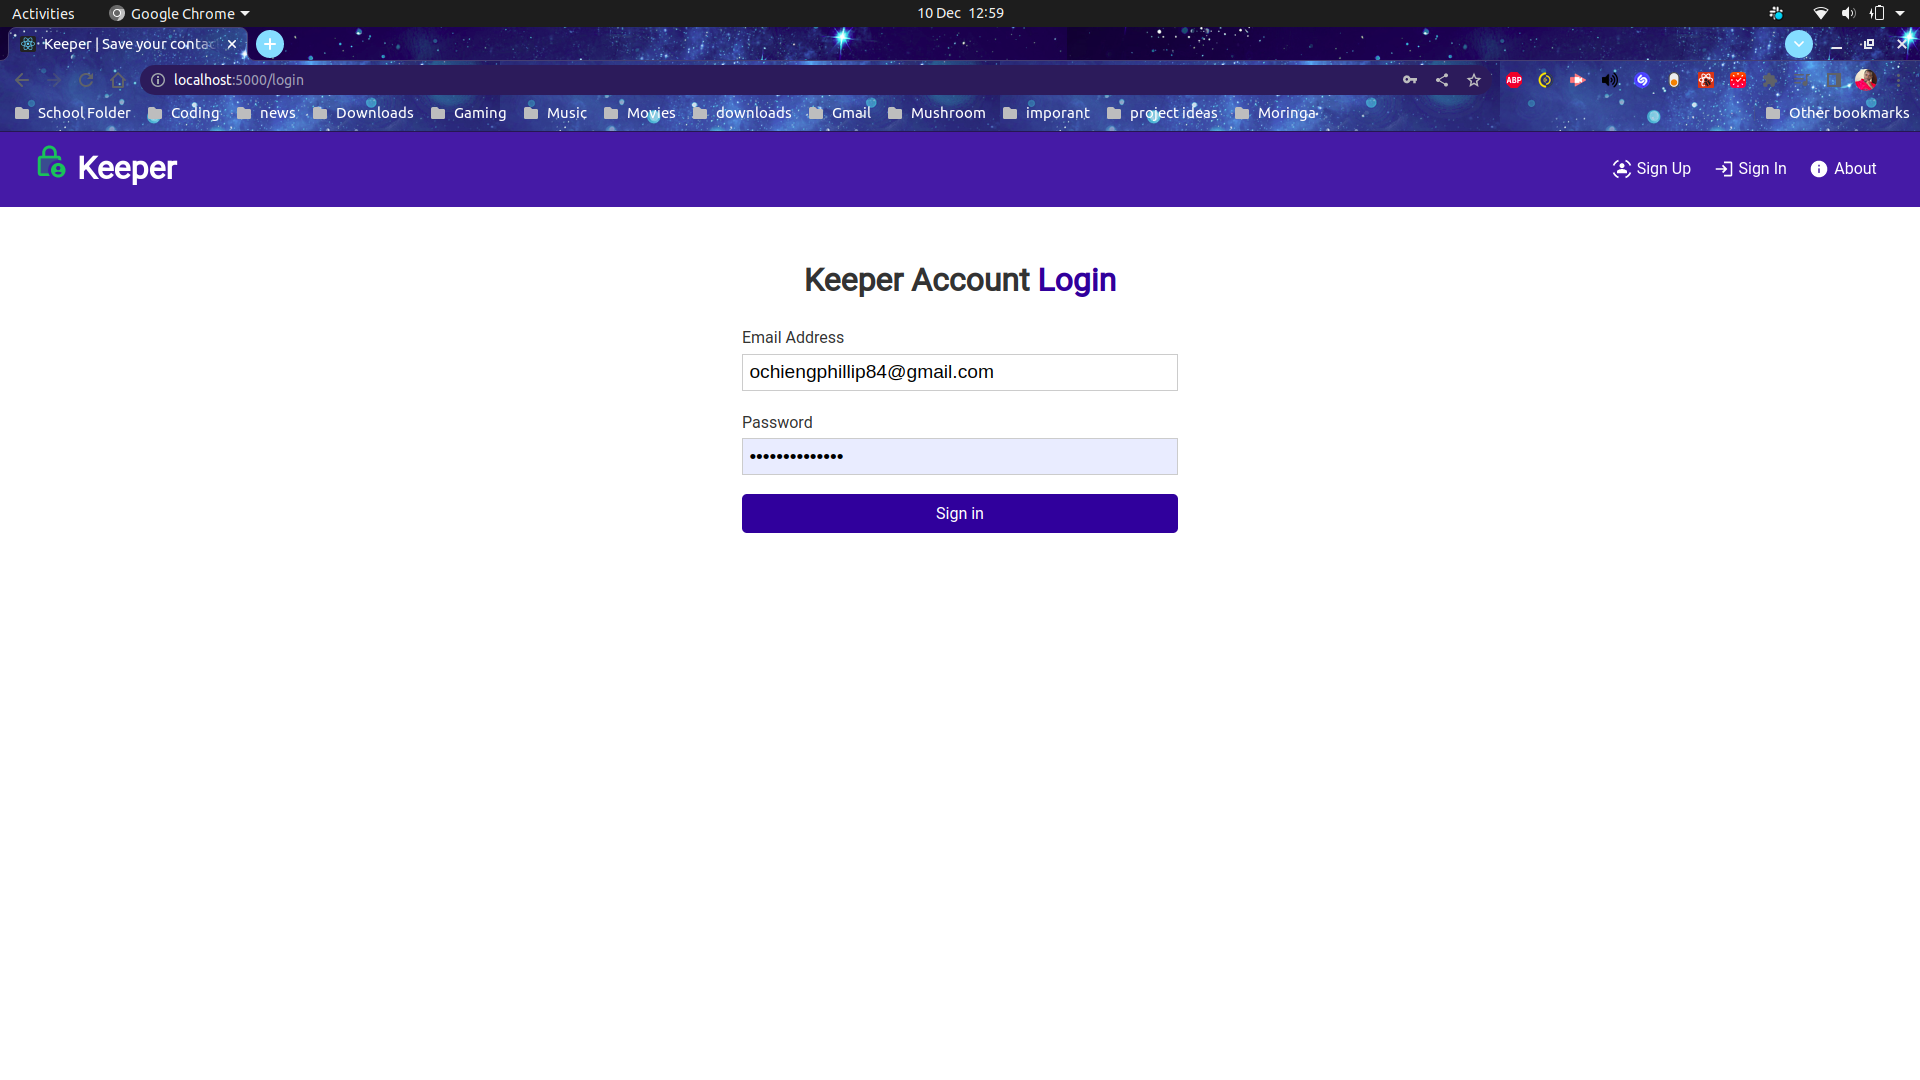 Activities Google Chrome 10 Dec 12:59
Keeper | Save your contac
localhost:5000/login ABP
School Folder Coding news Downloads Gaming Music Movies downloads Gmail Mushroom imporant project ideas Moringa Other bookmarks
Keeper Sign Up Sign In About
Keeper Account Login
Email Address
ochiengphillip84@gmail.com
Password
••••••••••••••
Sign in